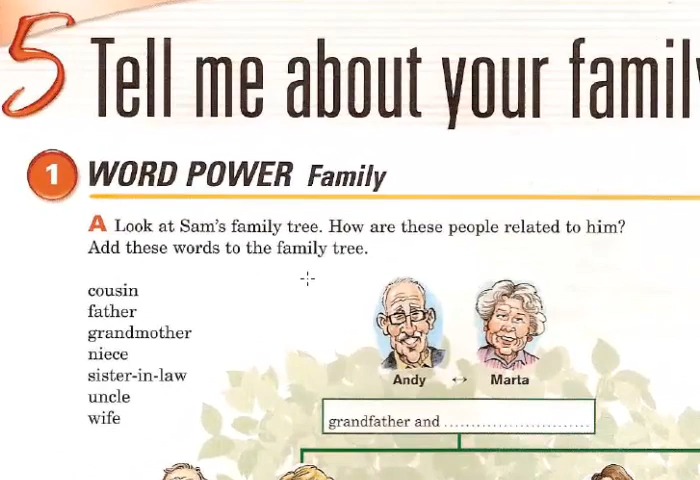 5 Tell me about your family
1 WORD POWER Family
A Look at Sam's family tree. How are these people related to him?
Add these words to the family tree.
cousin
father
grandmother
niece
sister-in-law
uncle
wife
Andy ↔ Marta
grandfather and ..............................